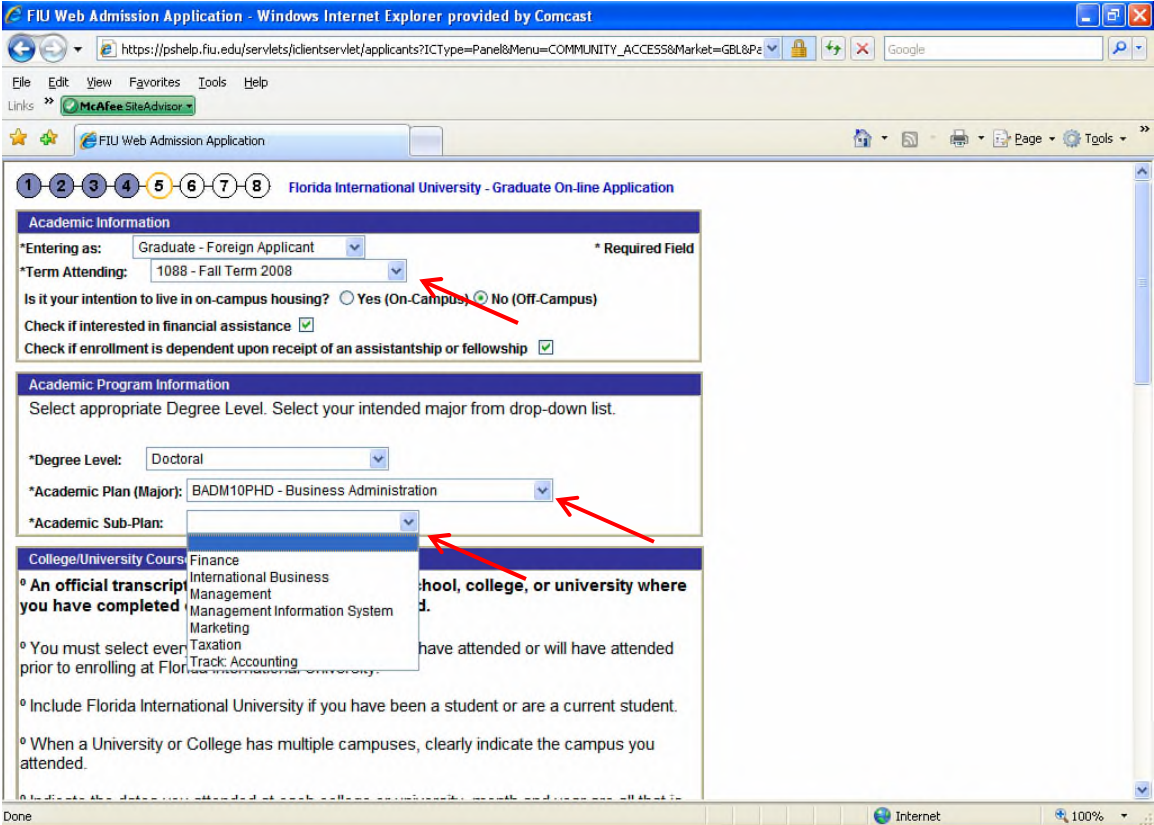 FIU Web Admission Application - Windows Internet Explorer provided by Comcast
https://pshelp.fiu.edu/servlets/iclientservlet/applicants?ICType=Panel&Menu=COMMUNITY_ACCESS&Market=GBL&Pa
Google
File Edit View Favorites Tools Help
Links » McAfee SiteAdvisor
FIU Web Admission Application
Page Tools »
1 2 3 4 5 6 7 8 Florida International University - Graduate On-line Application
Academic Information
*Entering as: Graduate - Foreign Applicant * Required Field
*Term Attending: 1088 - Fall Term 2008
Is it your intention to live in on-campus housing? Yes (On-Campus) No (Off-Campus)
Check if interested in financial assistance
Check if enrollment is dependent upon receipt of an assistantship or fellowship
Academic Program Information
Select appropriate Degree Level. Select your intended major from drop-down list.
*Degree Level: Doctoral
*Academic Plan (Major): BADM10PHD - Business Administration
*Academic Sub-Plan:
Finance
International Business
Management
Management Information System
Marketing
Taxation
Track: Accounting
College/University
º An official transcript college, or university where
you have completed
º You must select have attended or will have attended
prior to enrolling at
º Include Florida International University if you have been a student or are a current student.
º When a University or College has multiple campuses, clearly indicate the campus you
attended.
Done Internet 100%